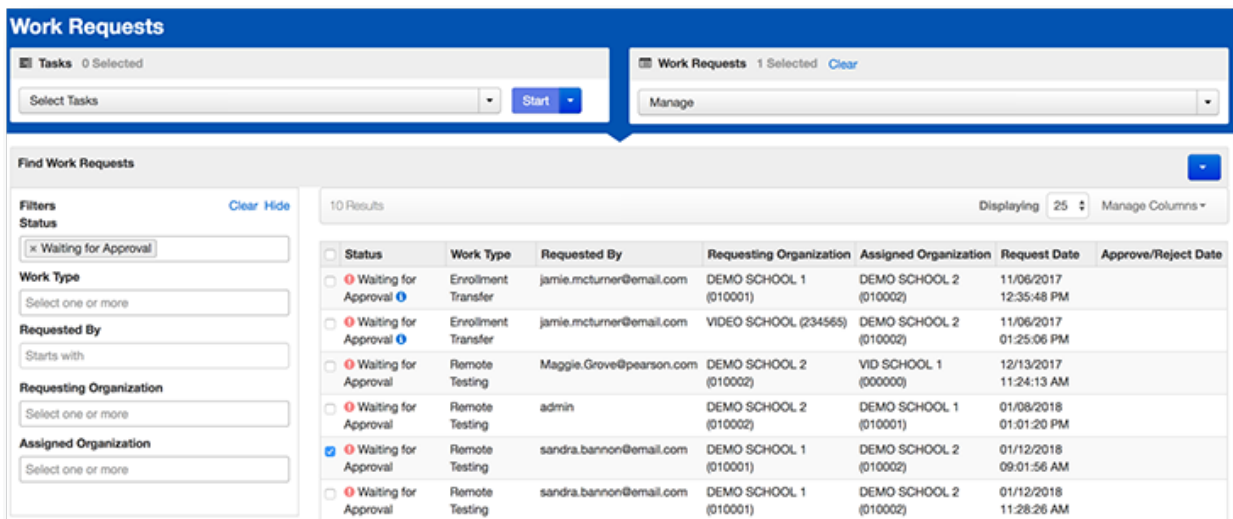 Work Requests
Tasks 0 Selected
Work Requests 1 Selected Clear
Select Tasks
Start
Manage
Find Work Requests
Filters Clear Hide
Status
× Waiting for Approval
Work Type
Select one or more
Requested By
Starts with
Requesting Organization
Select one or more
Assigned Organization
Select one or more
10 Results Displaying 25 Manage Columns
Status Work Type Requested By Requesting Organization Assigned Organization Request Date Approve/Reject Date
Waiting for Enrollment jamie.mcturner@email.com DEMO SCHOOL 1 DEMO SCHOOL 2 11/06/2017
Approval Transfer (010001) (010002) 12:35:48 PM
Waiting for Enrollment jamie.mcturner@email.com VIDEO SCHOOL (234565) DEMO SCHOOL 2 11/06/2017
Approval Transfer (010002) 01:25:06 PM
Waiting for Remote Maggie.Grove@pearson.com DEMO SCHOOL 2 VID SCHOOL 1 12/13/2017
Approval Testing (010002) (000000) 11:24:13 AM
Waiting for Remote admin DEMO SCHOOL 2 DEMO SCHOOL 1 01/08/2018
Approval Testing (010002) (010001) 01:01:20 PM
Waiting for Remote sandra.bannon@email.com DEMO SCHOOL 1 DEMO SCHOOL 2 01/12/2018
Approval Testing (010001) (010002) 09:01:56 AM
Waiting for Remote sandra.bannon@email.com DEMO SCHOOL 1 DEMO SCHOOL 2 01/12/2018
Approval Testing (010001) (010002) 11:28:26 AM